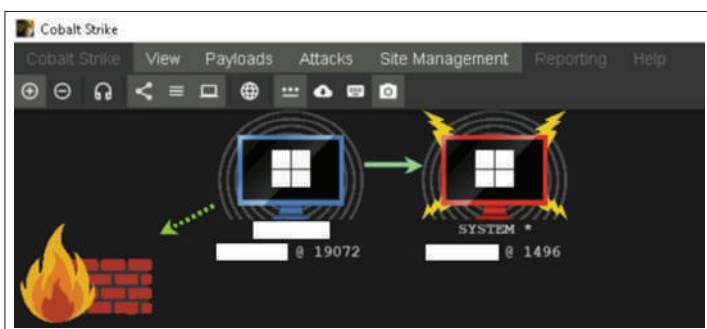 Cobalt Strike
Cobalt Strike View Payloads Attacks Site Management Reporting Help
SYSTEM *
@ 19072
@ 1496